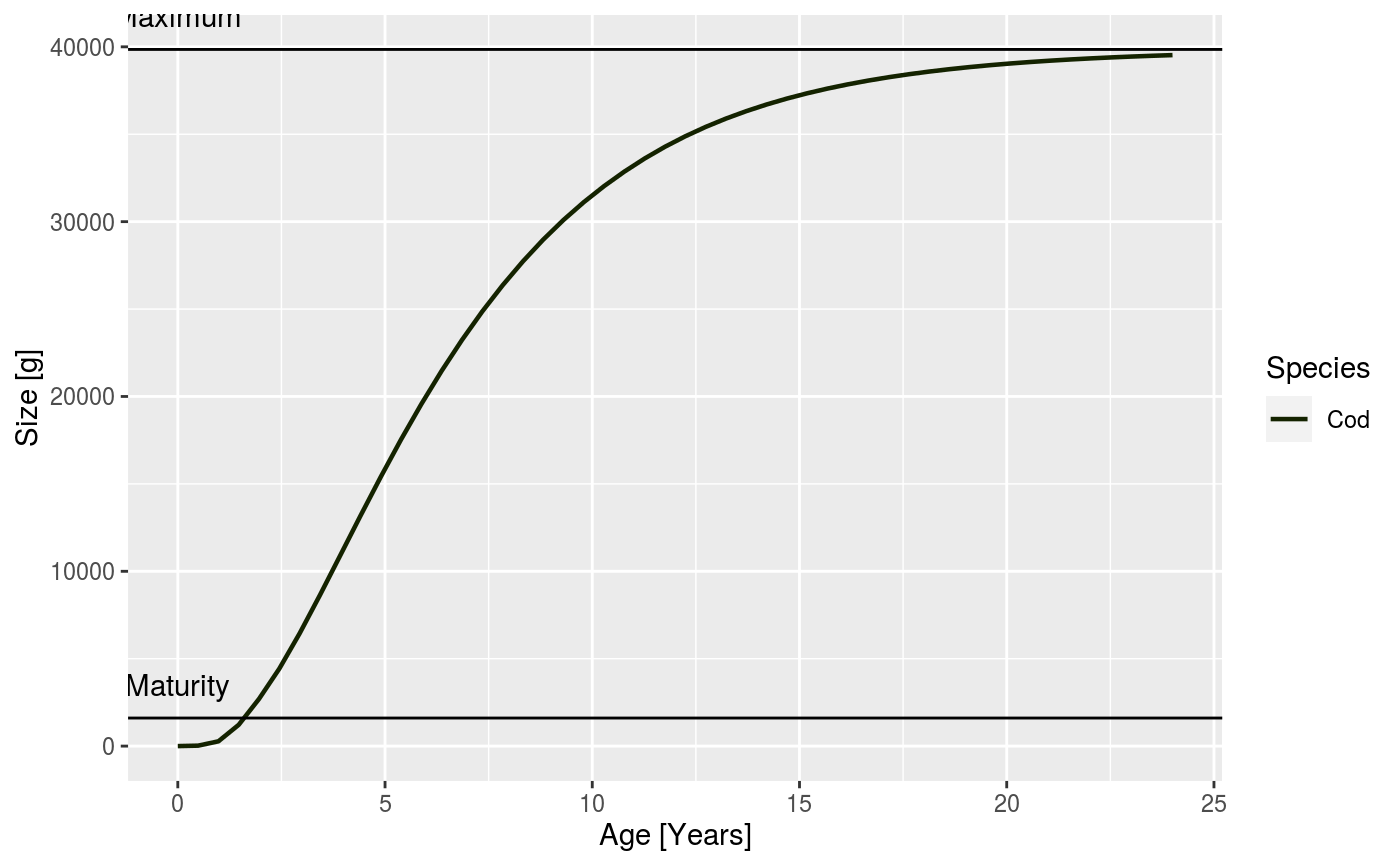 Maximum
40000
30000
20000
10000
0
Maturity
Size [g]
0 5 10 15 20 25
Age [Years]
Species
Cod